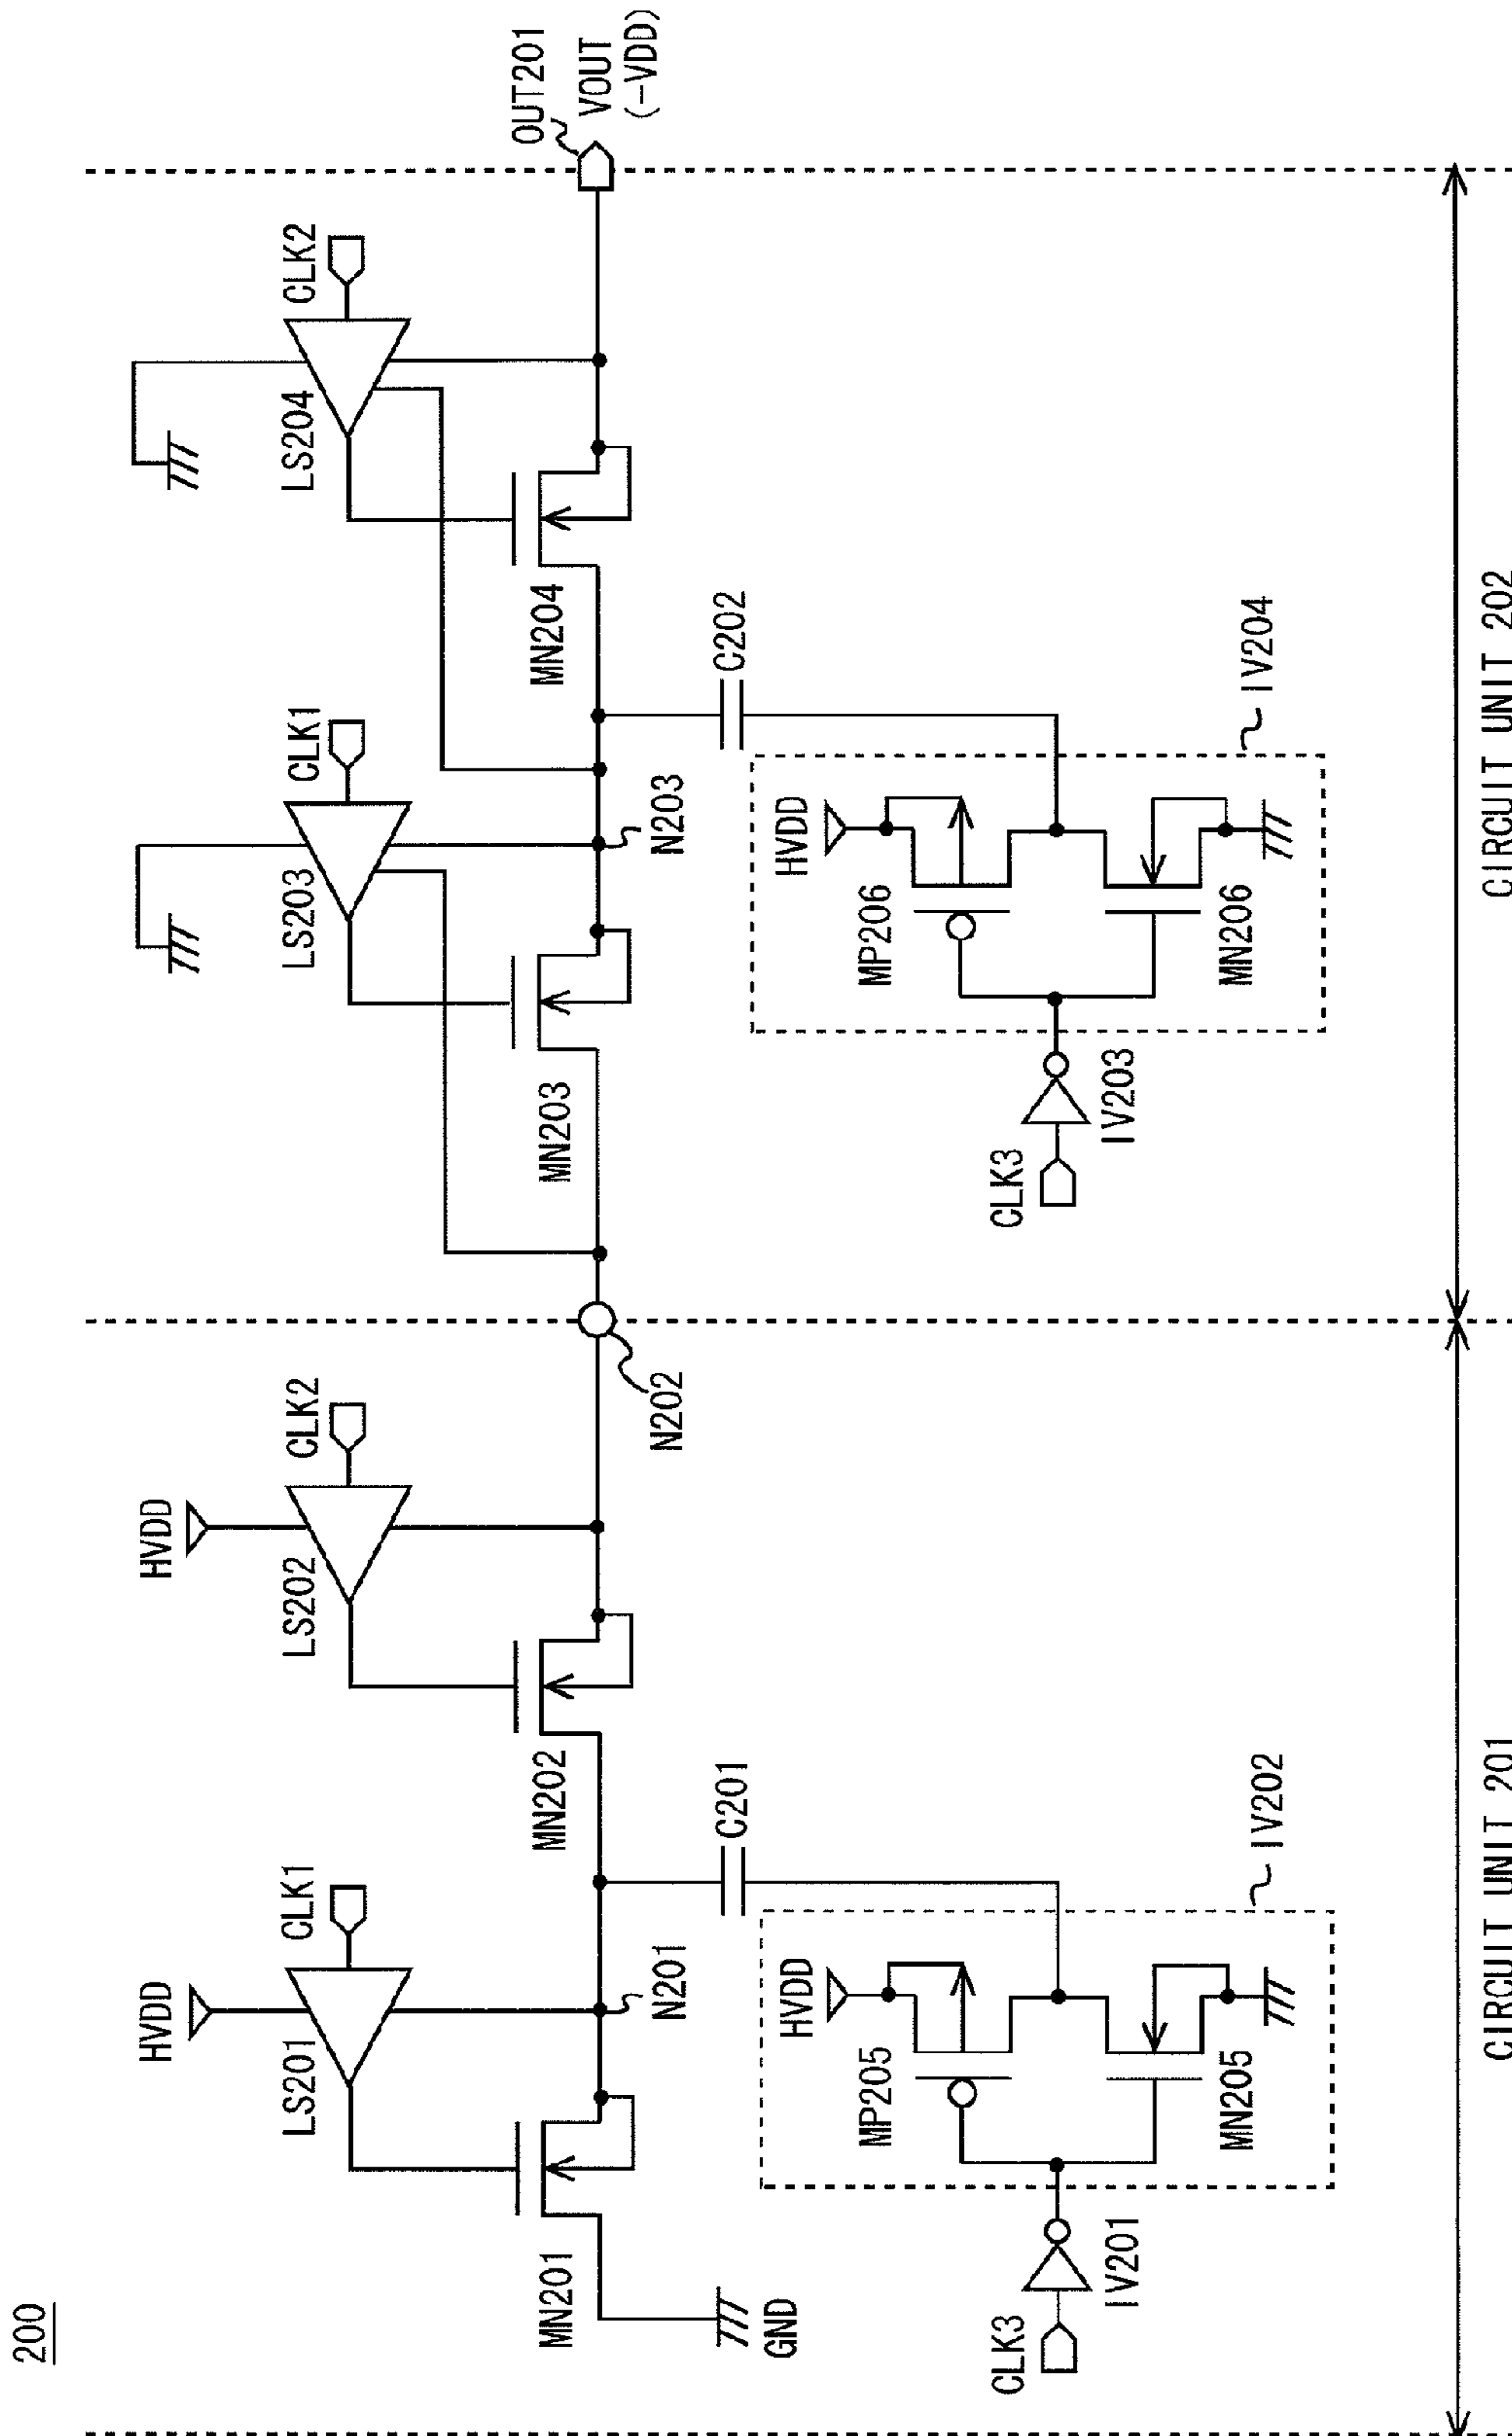 200
HVDD
CLK1
LS201
HVDD
CLK2
LS202
CLK1
LS203
CLK2
LS204
OUT201
VOUT
(-VDD)
MN201
N201
MN202
N202
MN203
N203
MN204
GND
C201
C202
HVDD
MP205
MN205
IV202
CLK3
IV201
HVDD
MP206
MN206
IV204
CLK3
IV203
CIRCUIT UNIT 201
CIRCUIT UNIT 202